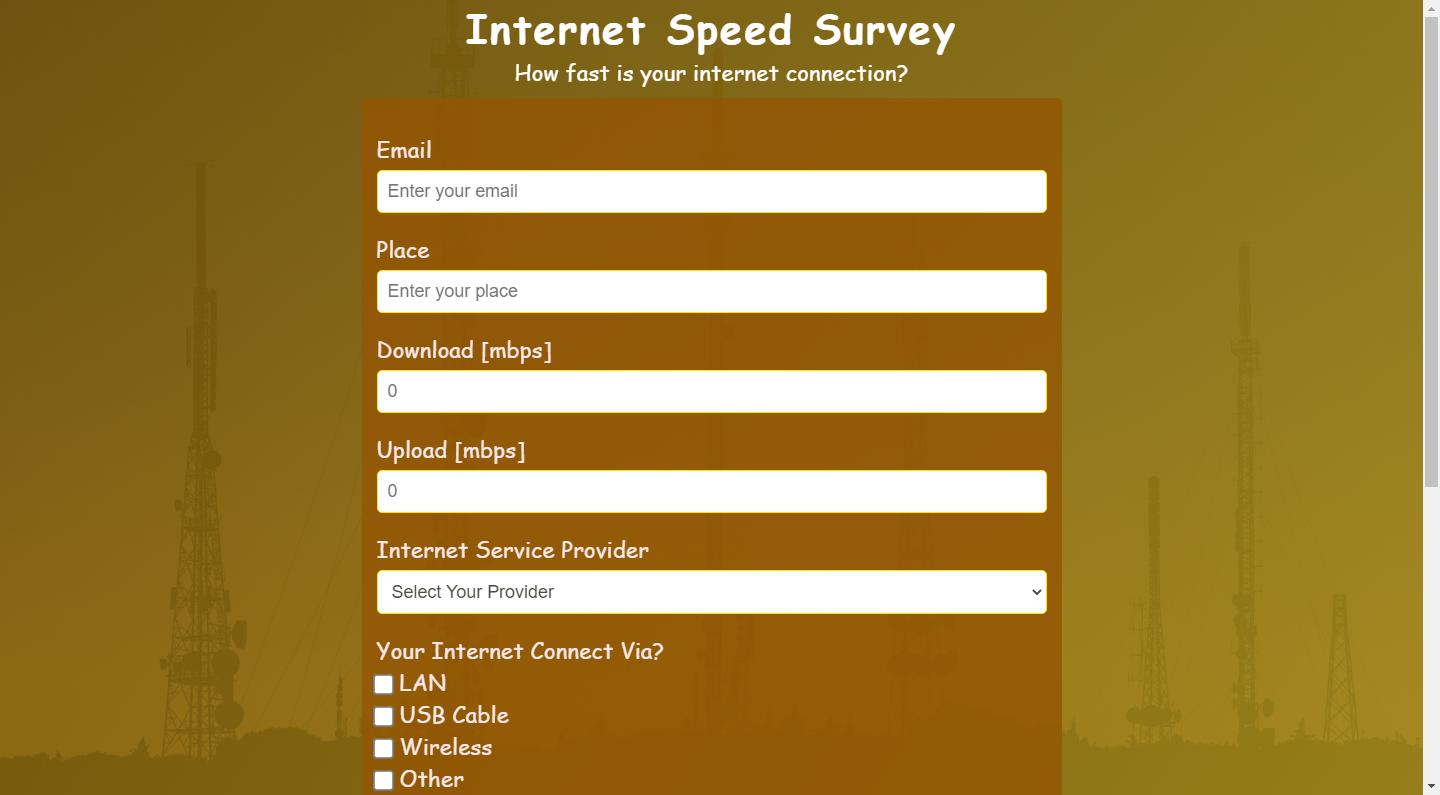 Internet Speed Survey
How fast is your internet connection?
Email
Enter your email
Place
Enter your place
Download [mbps]
0
Upload [mbps]
0
Internet Service Provider
Select Your Provider
Your Internet Connect Via?
LAN
USB Cable
Wireless
Other